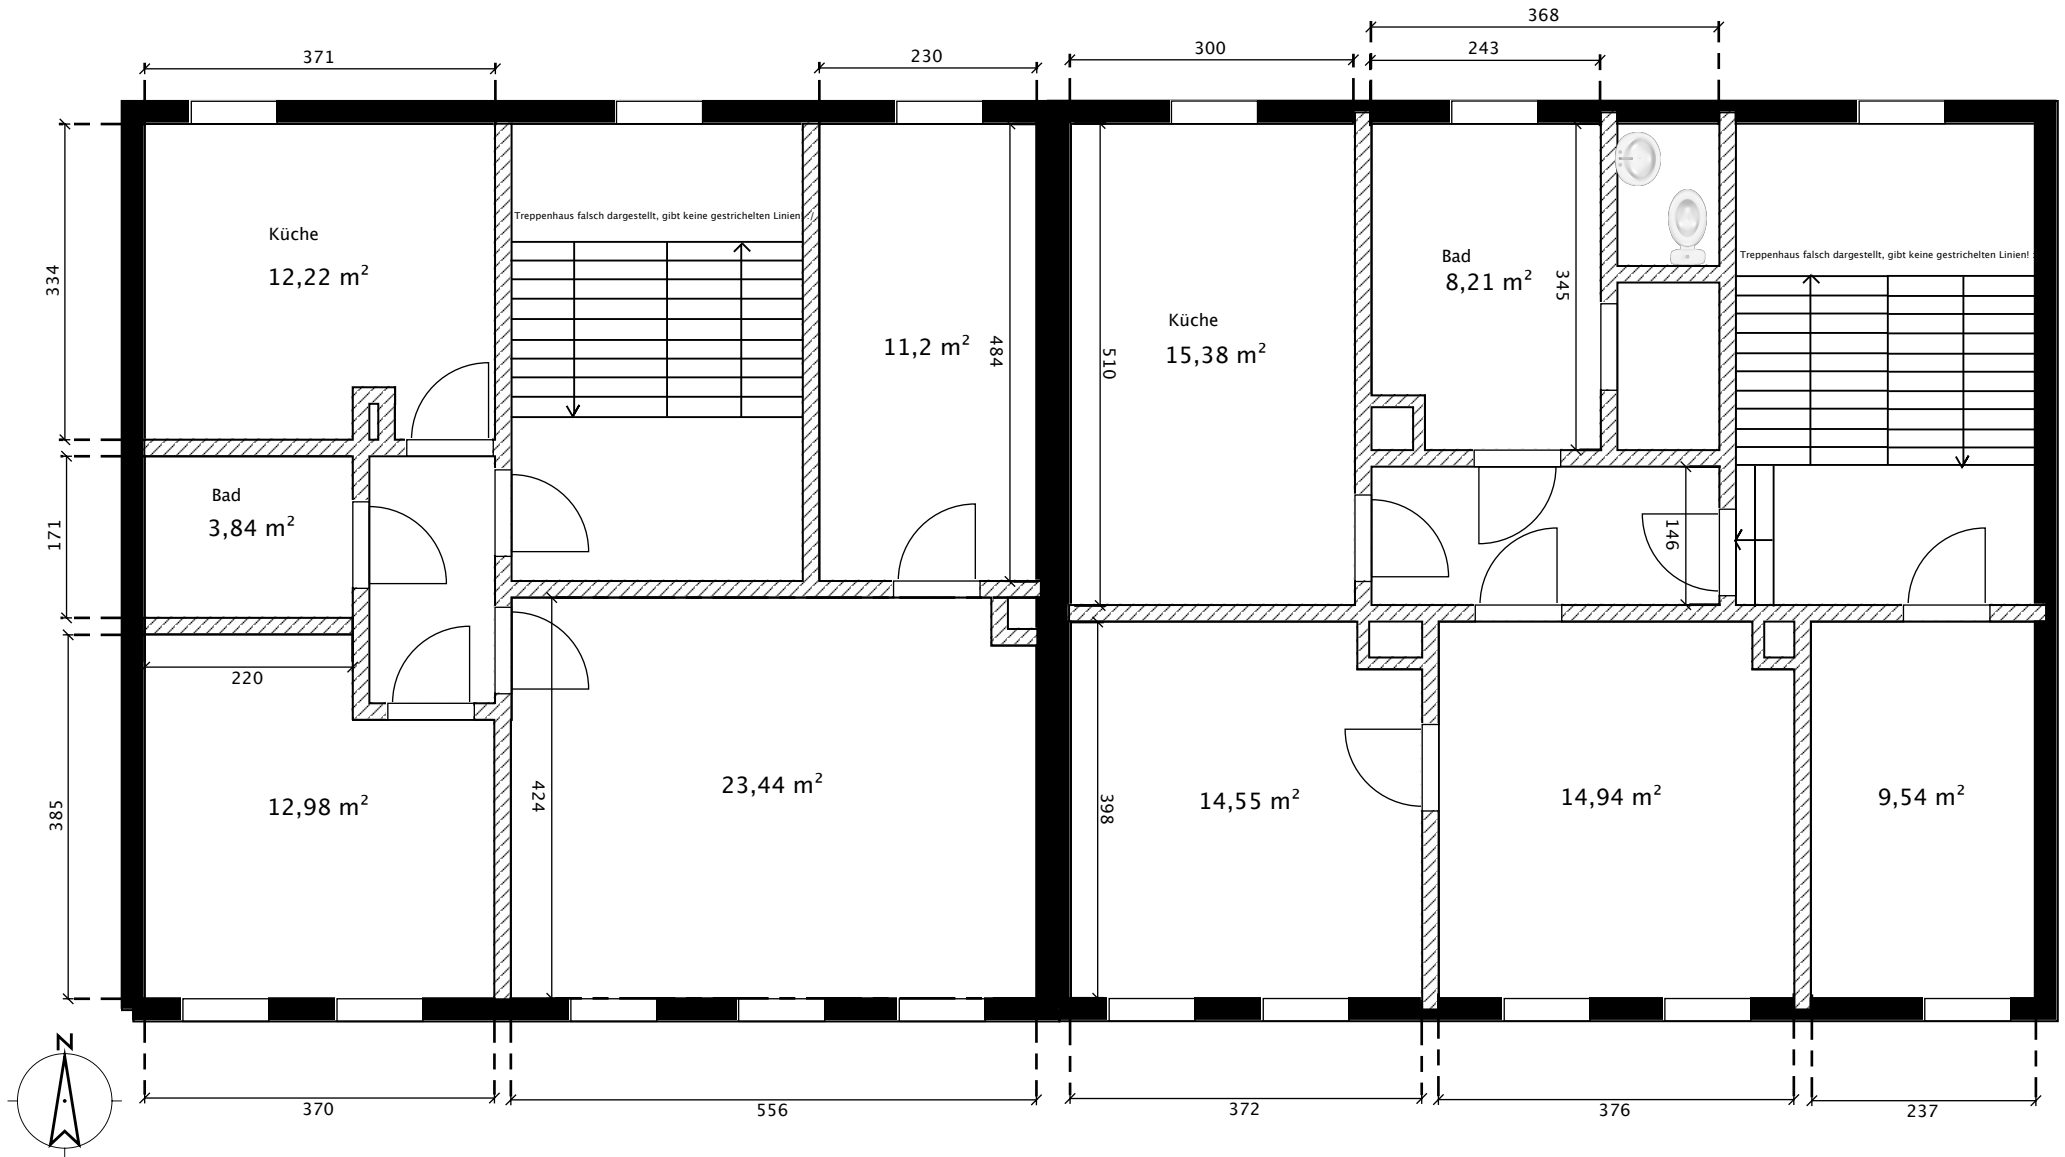 368
371
230
300
243
Treppenhaus falsch dargestellt, gibt keine gestrichelten Linien! :/
Küche
12,22 m²
334
Bad
8,21 m²
345
Treppenhaus falsch dargestellt, gibt keine gestrichelten Linien! :
Küche
15,38 m²
11,2 m²
484
510
Bad
3,84 m²
171
146
220
385
12,98 m²
424
23,44 m²
398
14,55 m²
14,94 m²
9,54 m²
N
370
556
372
376
237